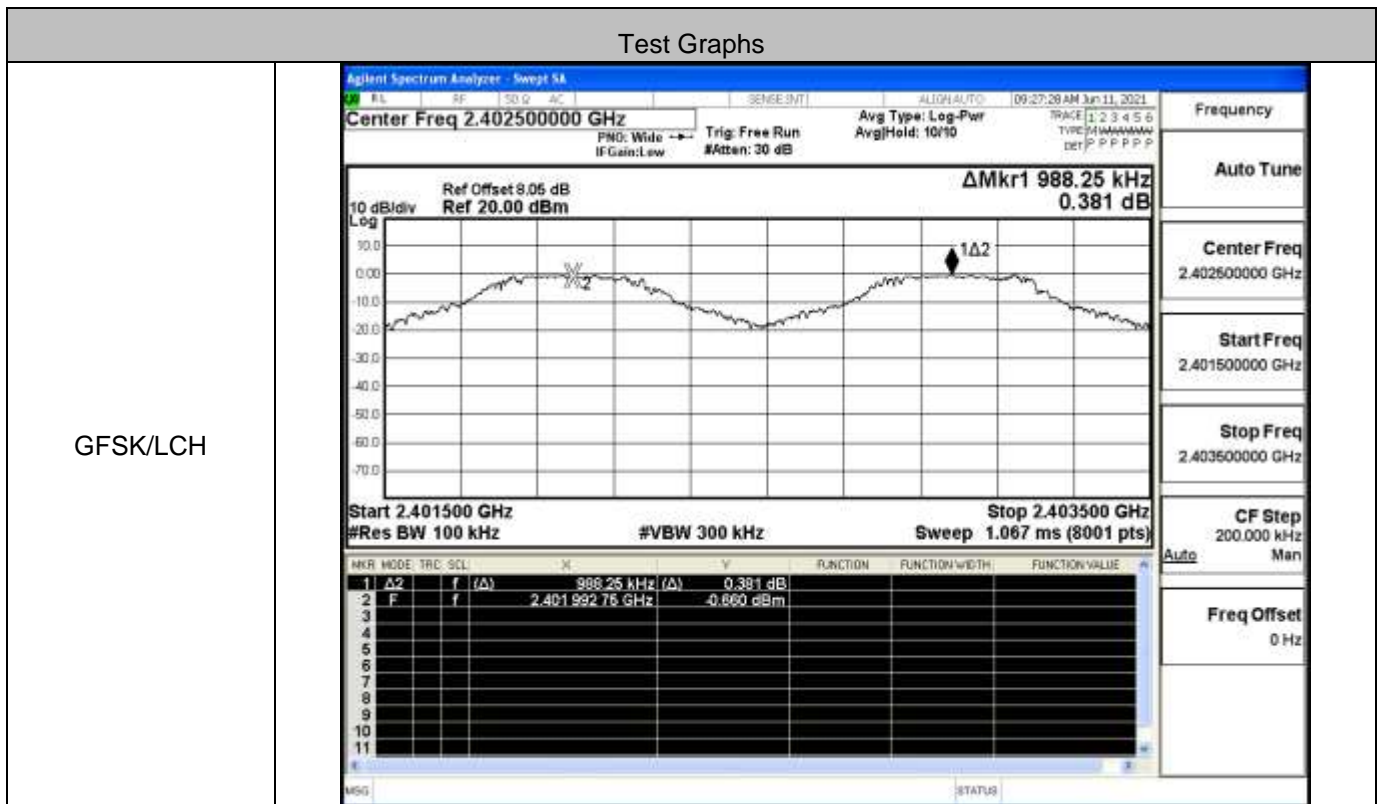 Test Graphs
GFSK/LCH
Agilent Spectrum Analyzer - Swept SA
RL RF 50 Ω AC SENSE:INT ALIGN AUTO 09:27:28 AM Jun 11, 2021
Center Freq 2.402500000 GHz
PNO: Wide
IFGain:Low
Trig: Free Run
#Atten: 30 dB
Avg Type: Log-Pwr
Avg|Hold: 10/10
TRACE 1 2 3 4 5 6
TYPE M WWWWW
DET P P P P P P
ΔMkr1 988.25 kHz
0.381 dB
Ref Offset 8.05 dB
10 dB/div Ref 20.00 dBm
Log
10.0
0.00
-10.0
-20.0
-30.0
-40.0
-50.0
-60.0
-70.0
1Δ2
2
Start 2.401500 GHz Stop 2.403500 GHz
#Res BW 100 kHz #VBW 300 kHz Sweep 1.067 ms (8001 pts)
MKR MODE TRC SCL X Y FUNCTION FUNCTION WIDTH FUNCTION VALUE
1 Δ2 f (Δ) 988.25 kHz (Δ) 0.381 dB
2 F f 2.401 992 75 GHz -0.660 dBm
3
4
5
6
7
8
9
10
11
MSG STATUS
Frequency
Auto Tune
Center Freq
2.402500000 GHz
Start Freq
2.401500000 GHz
Stop Freq
2.403500000 GHz
CF Step
200.000 kHz
Auto Man
Freq Offset
0 Hz